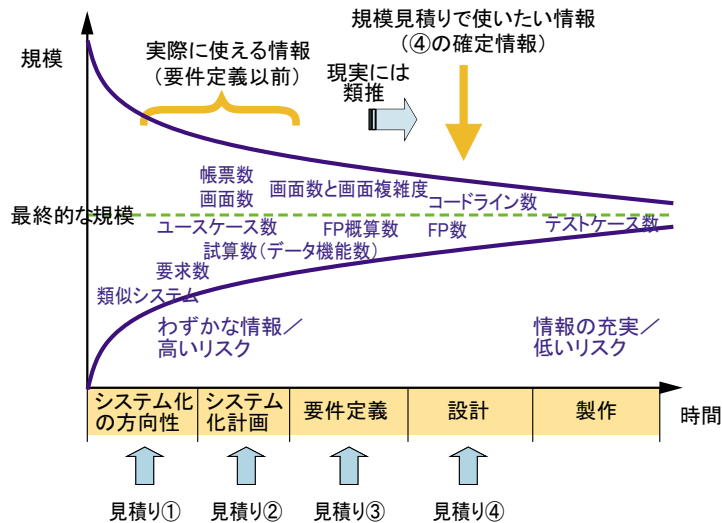 規模見積りで使いたい情報
(④の確定情報)
規模
実際に使える情報
(要件定義以前)
現実には
類推
帳票数
画面数
画面数と画面複雑度
コードライン数
最終的な規模
ユースケース数
FP概算数
FP数
テストケース数
試算数(データ機能数)
要求数
類似システム
わずかな情報/
高いリスク
情報の充実/
低いリスク
システム化
の方向性
システム
化計画
要件定義
設計
製作
時間
見積り①
見積り②
見積り③
見積り④